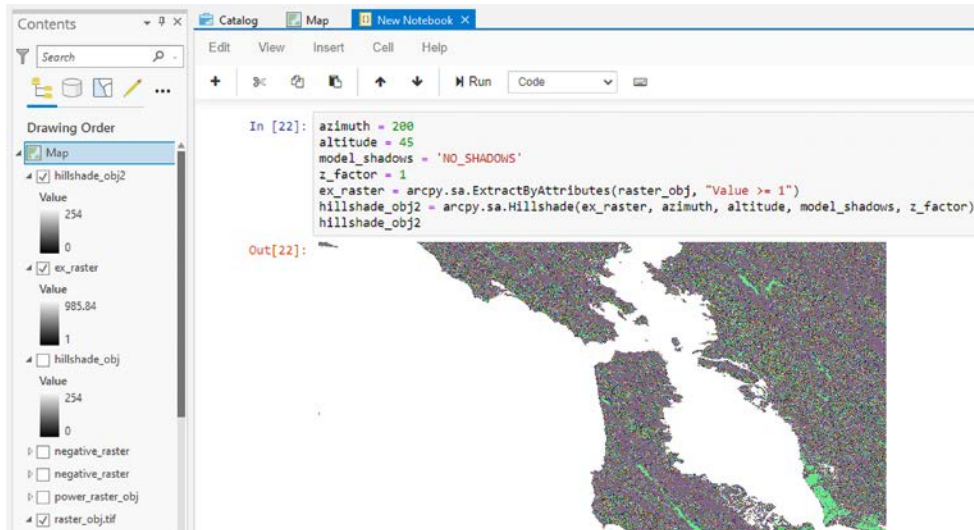 Contents
Search
Drawing Order
Map
hillshade_obj2
Value
254
0
ex_raster
Value
985.84
1
hillshade_obj
Value
254
0
negative_raster
negative_raster
power_raster_obj
raster_obj.tif
Catalog Map New Notebook
Edit View Insert Cell Help
Run Code
In [22]: azimuth = 200
altitude = 45
model_shadows = 'NO_SHADOWS'
z_factor = 1
ex_raster = arcpy.sa.ExtractByAttributes(raster_obj, "Value >= 1")
hillshade_obj2 = arcpy.sa.Hillshade(ex_raster, azimuth, altitude, model_shadows, z_factor)
hillshade_obj2
Out[22]: